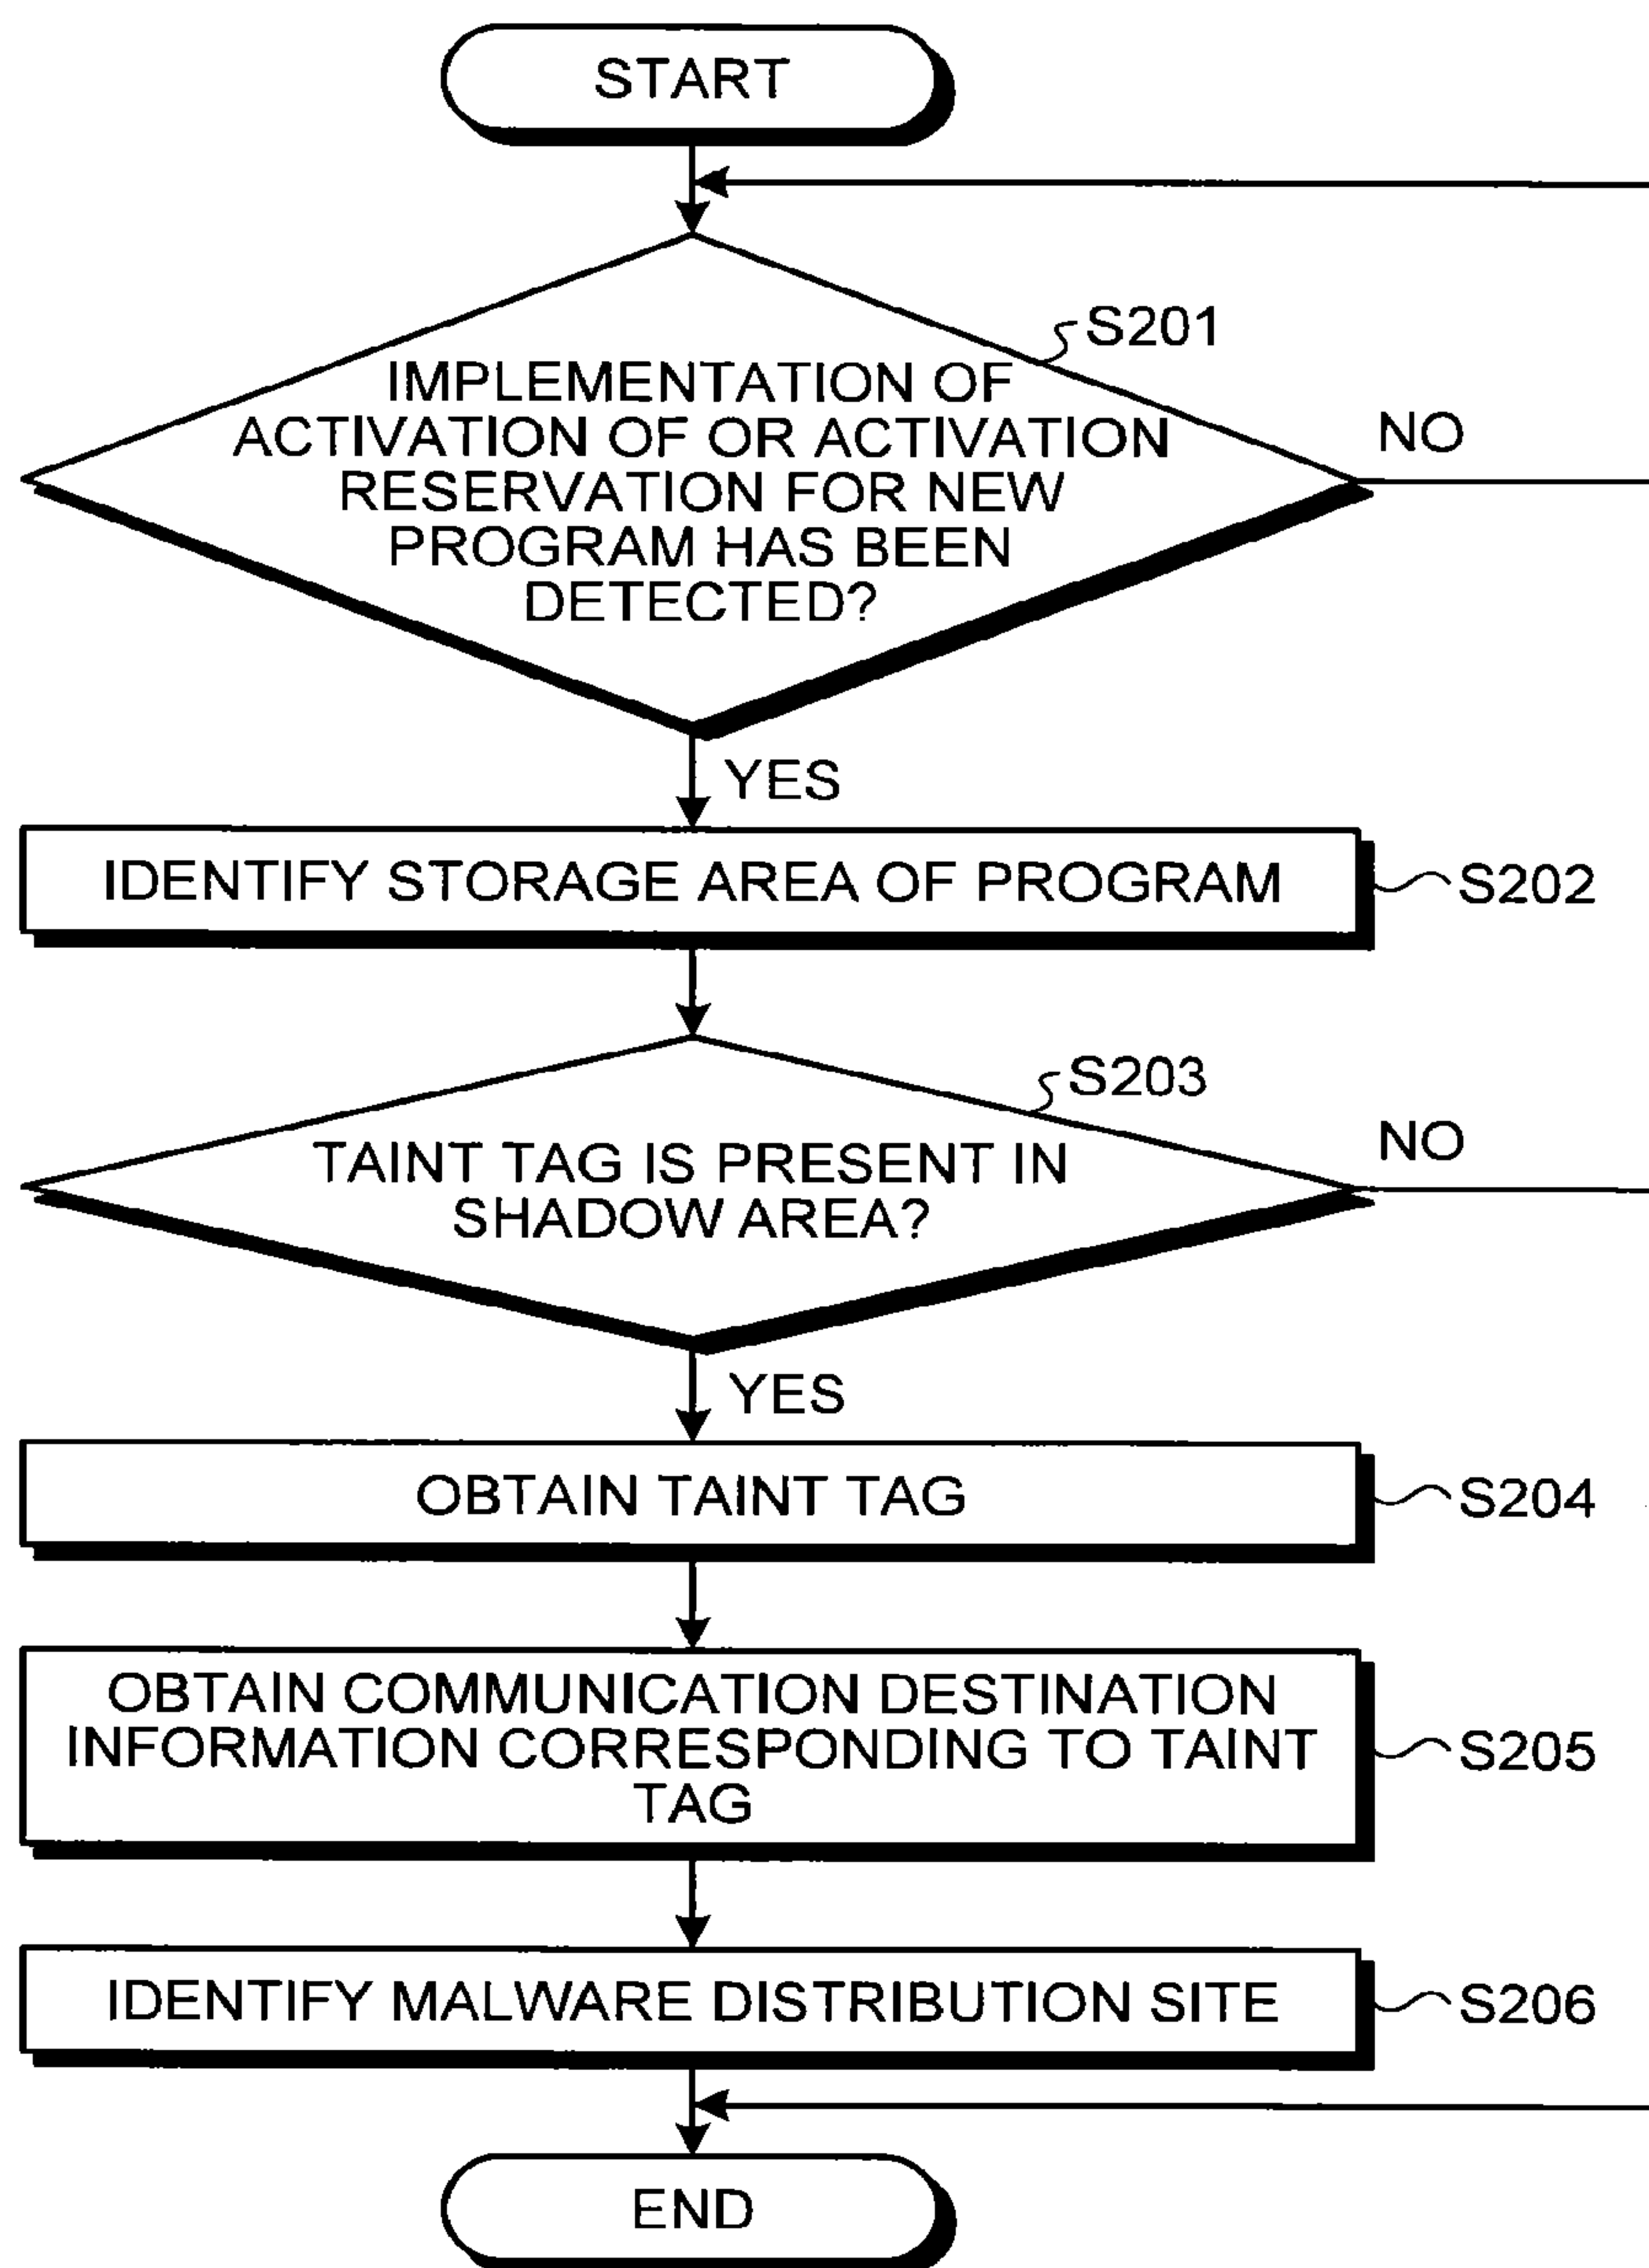 START
S201
IMPLEMENTATION OF
ACTIVATION OF OR ACTIVATION
RESERVATION FOR NEW
PROGRAM HAS BEEN
DETECTED?
NO
YES
IDENTIFY STORAGE AREA OF PROGRAM
S202
S203
TAINT TAG IS PRESENT IN
SHADOW AREA?
NO
YES
OBTAIN TAINT TAG
S204
OBTAIN COMMUNICATION DESTINATION
INFORMATION CORRESPONDING TO TAINT
TAG
S205
IDENTIFY MALWARE DISTRIBUTION SITE
S206
END